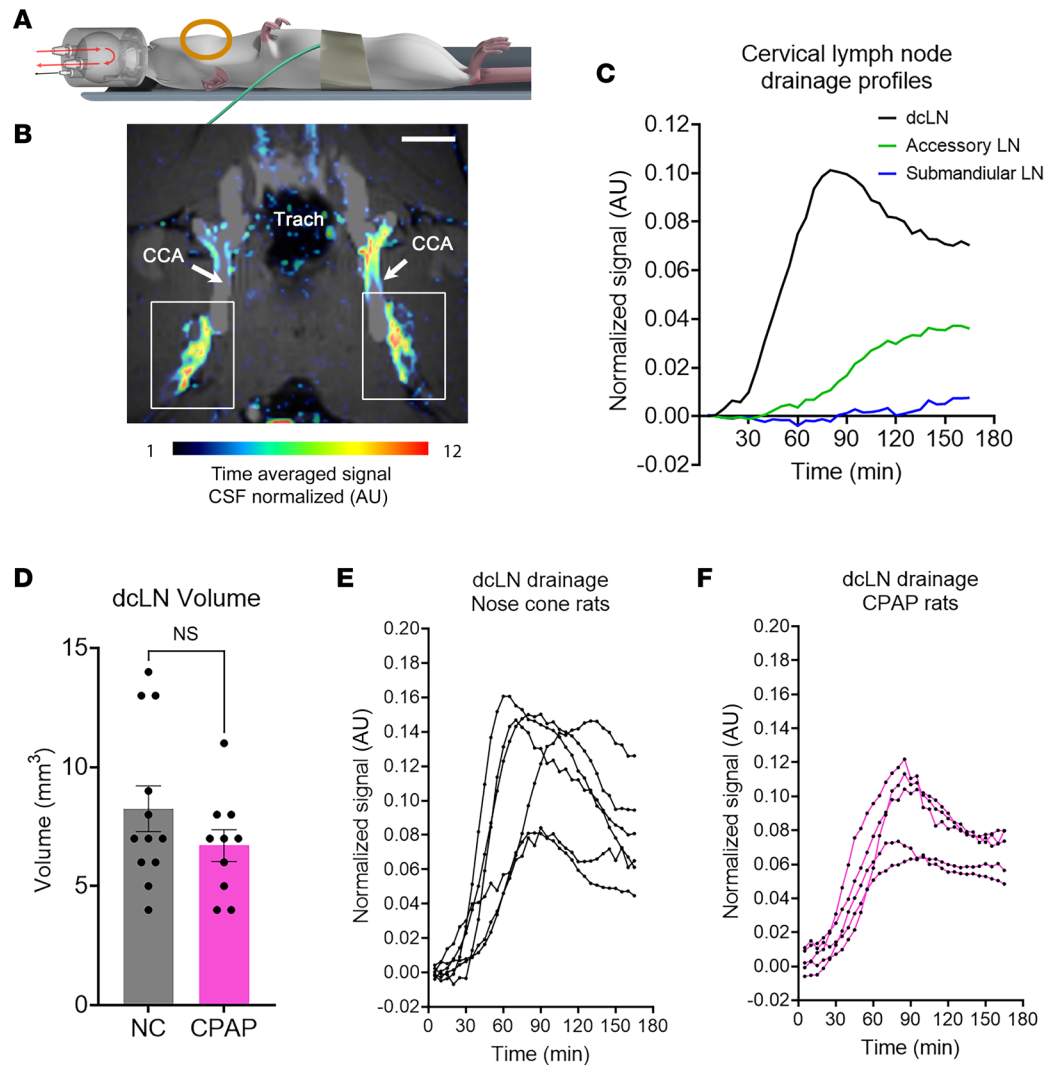 A
B
Trach
CCA
CCA
1
12
Time averaged signal
CSF normalized (AU)
C
Cervical lymph node
drainage profiles
dcLN
Accessory LN
Submandiular LN
Normalized signal (AU)
0.12
0.10
0.08
0.06
0.04
0.02
0.00
-0.02
30
60
90
120
150
180
Time (min)
D
dcLN Volume
NS
Volume (mm³)
15
10
5
0
NC
CPAP
E
dcLN drainage
Nose cone rats
Normalized signal (AU)
0.20
0.18
0.16
0.14
0.12
0.10
0.08
0.06
0.04
0.02
0.00
-0.02
0
30
60
90
120
150
180
Time (min)
F
dcLN drainage
CPAP rats
Normalized signal (AU)
0.20
0.18
0.16
0.14
0.12
0.10
0.08
0.06
0.04
0.02
0.00
-0.02
0
30
60
90
120
150
180
Time (min)